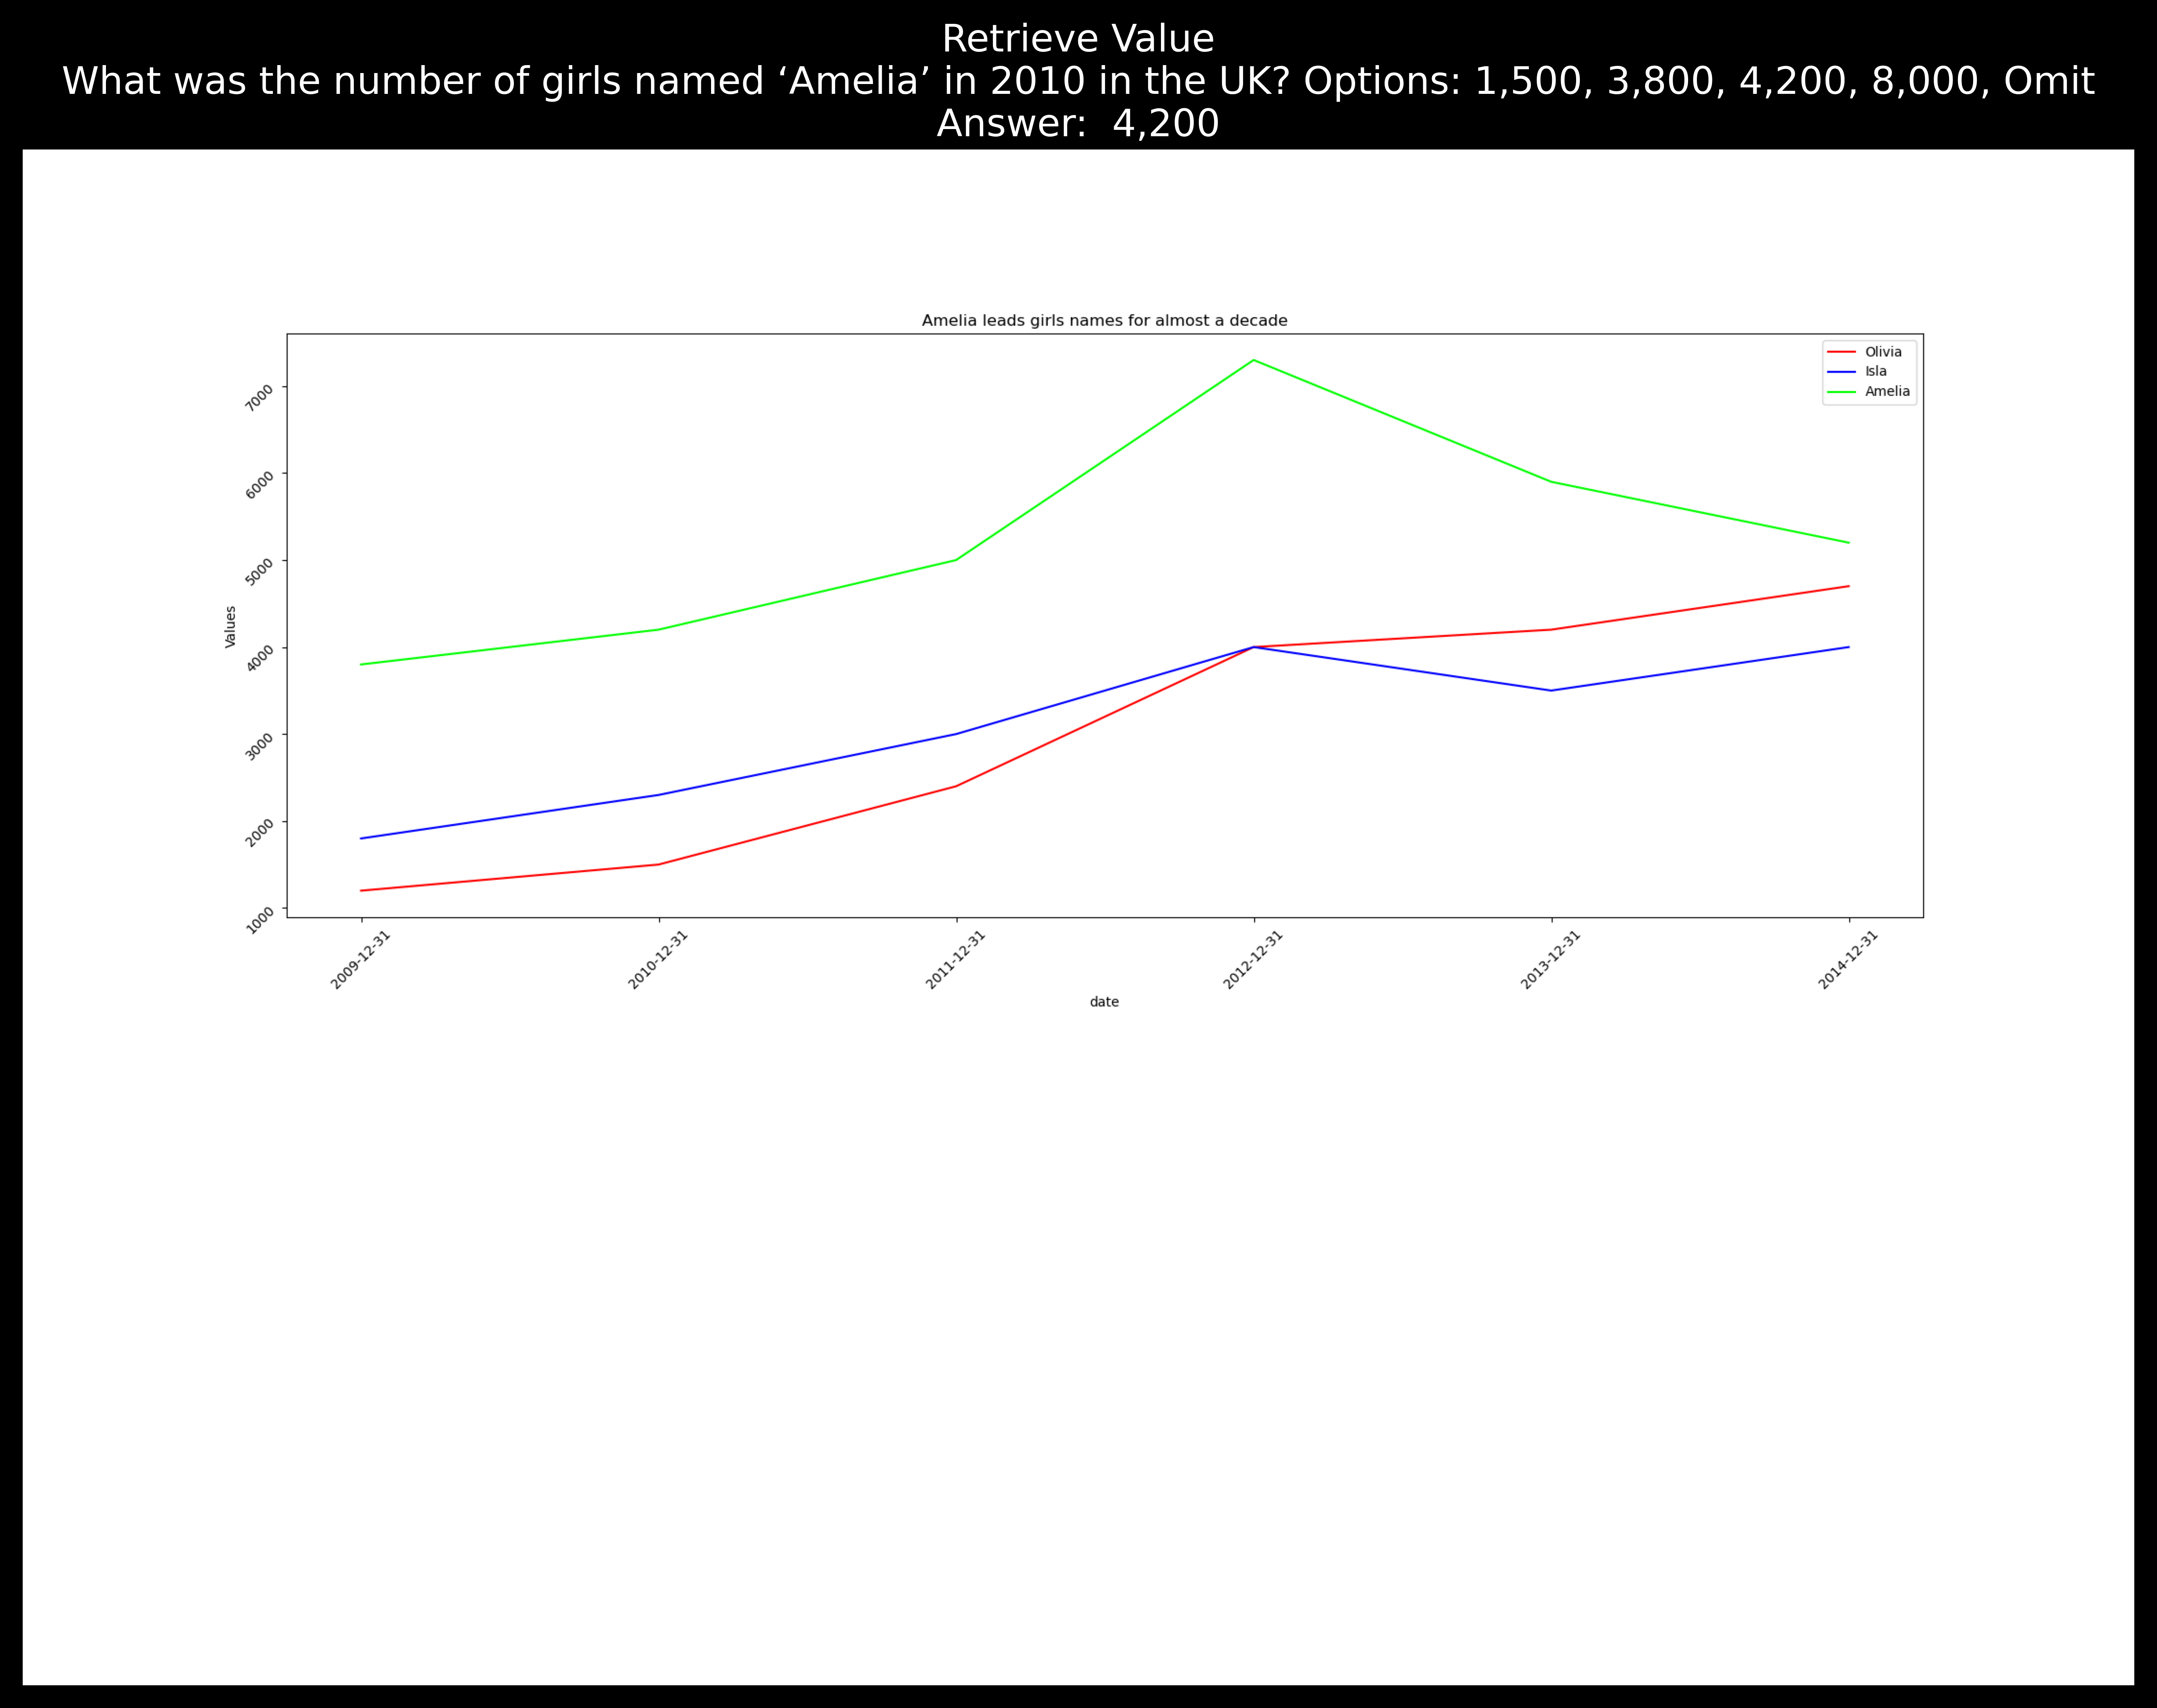 Retrieve Value
What was the number of girls named ‘Amelia’ in 2010 in the UK? Options: 1,500, 3,800, 4,200, 8,000, Omit
Answer:  4,200
Amelia leads girls names for almost a decade
Olivia
Isla
Amelia
7000
6000
5000
4000
3000
2000
1000
Values
2009-12-31
2010-12-31
2011-12-31
2012-12-31
2013-12-31
2014-12-31
date